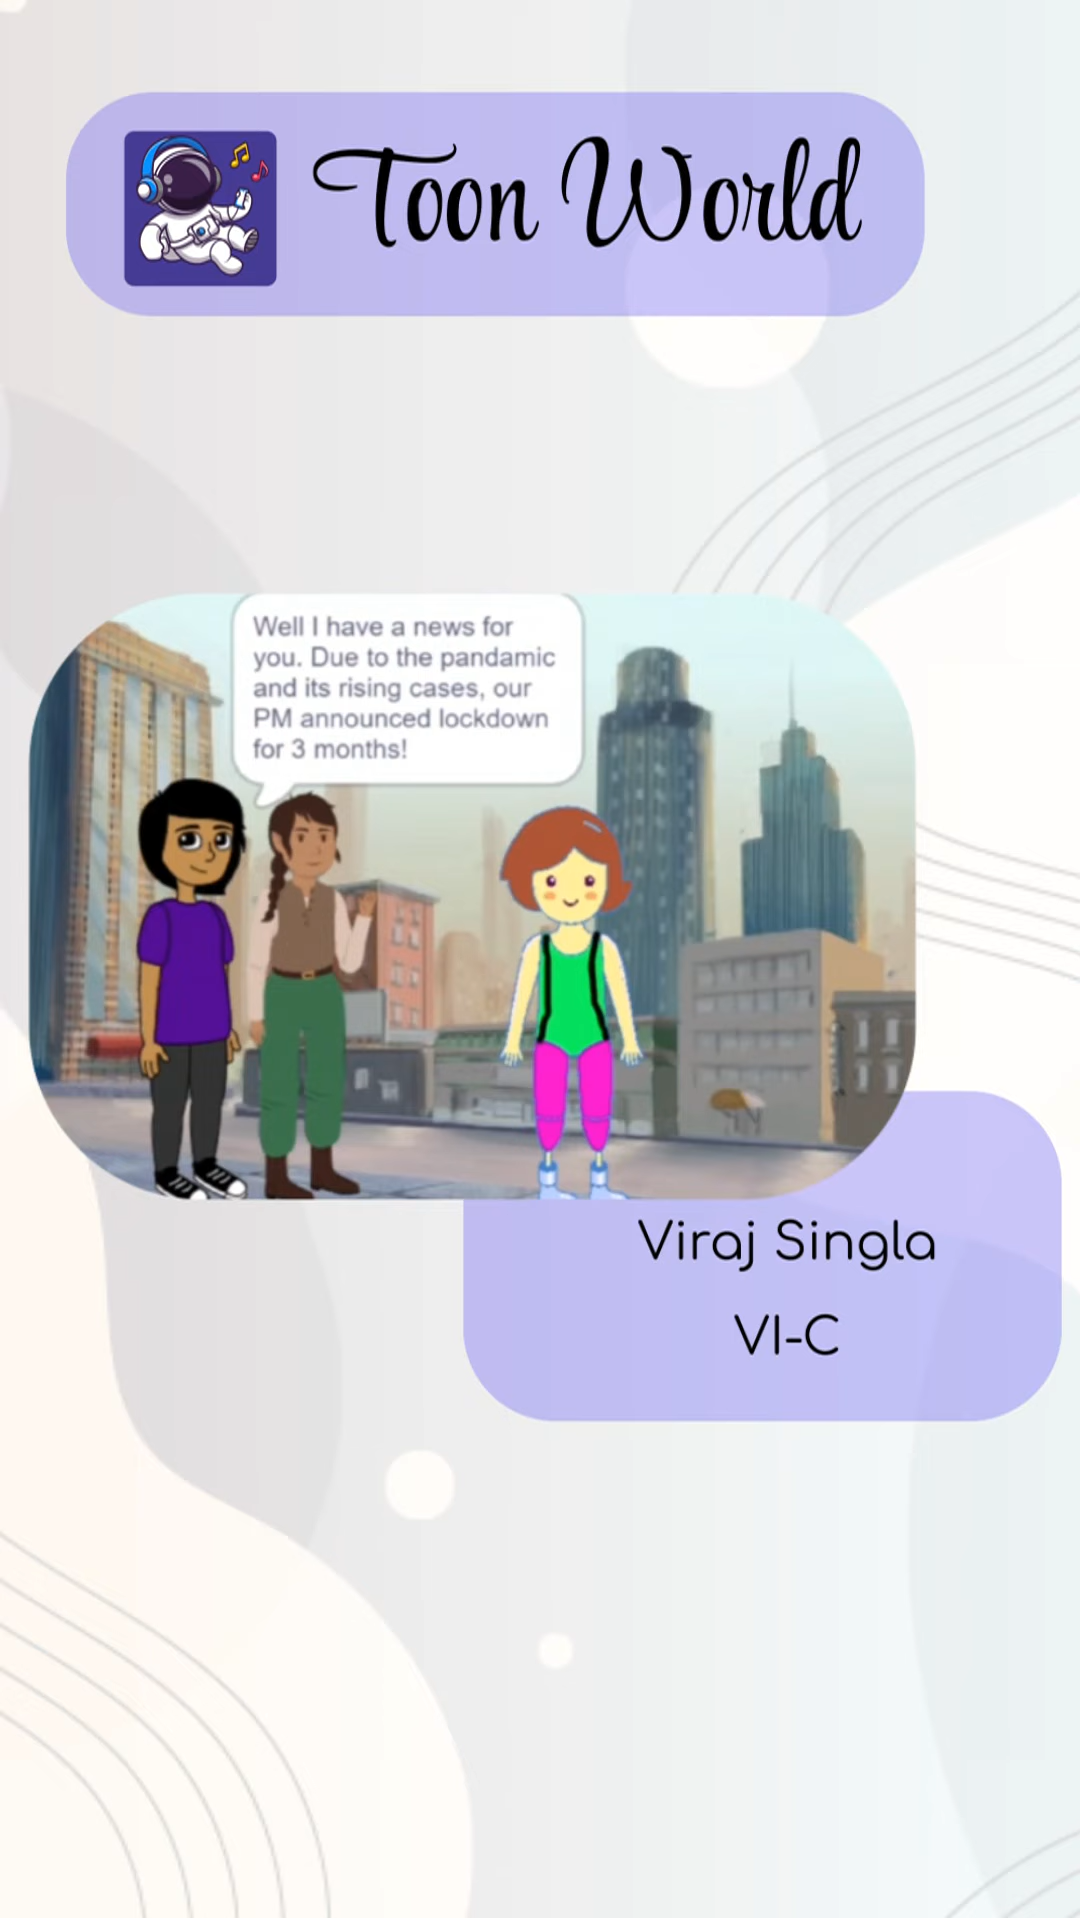 Toon World
Well I have a news for
you. Due to the pandamic
and its rising cases, our
PM announced lockdown
for 3 months!
Viraj Singla
VI-C